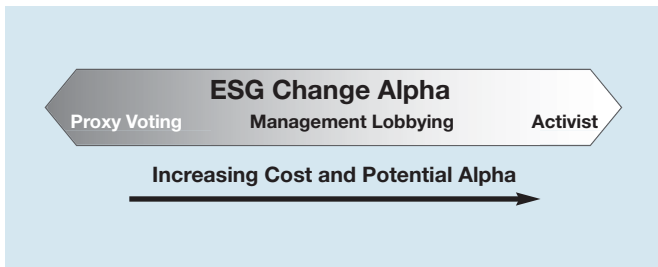 ESG Change Alpha
Proxy Voting Management Lobbying Activist
Increasing Cost and Potential Alpha